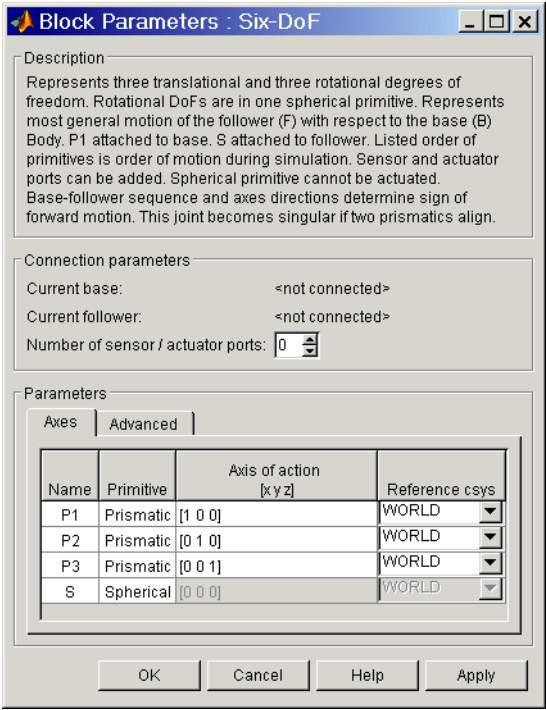 Block Parameters : Six-DoF
Description
Represents three translational and three rotational degrees of
freedom. Rotational DoFs are in one spherical primitive. Represents
most general motion of the follower (F) with respect to the base (B)
Body. P1 attached to base. S attached to follower. Listed order of
primitives is order of motion during simulation. Sensor and actuator
ports can be added. Spherical primitive cannot be actuated.
Base-follower sequence and axes directions determine sign of
forward motion. This joint becomes singular if two prismatics align.
Connection parameters
Current base: <not connected>
Current follower: <not connected>
Number of sensor / actuator ports: 0
Parameters
Axes Advanced
Name Primitive Axis of action [x y z] Reference csys
P1 Prismatic [1 0 0] WORLD
P2 Prismatic [0 1 0] WORLD
P3 Prismatic [0 0 1] WORLD
S Spherical [0 0 0] WORLD
OK Cancel Help Apply